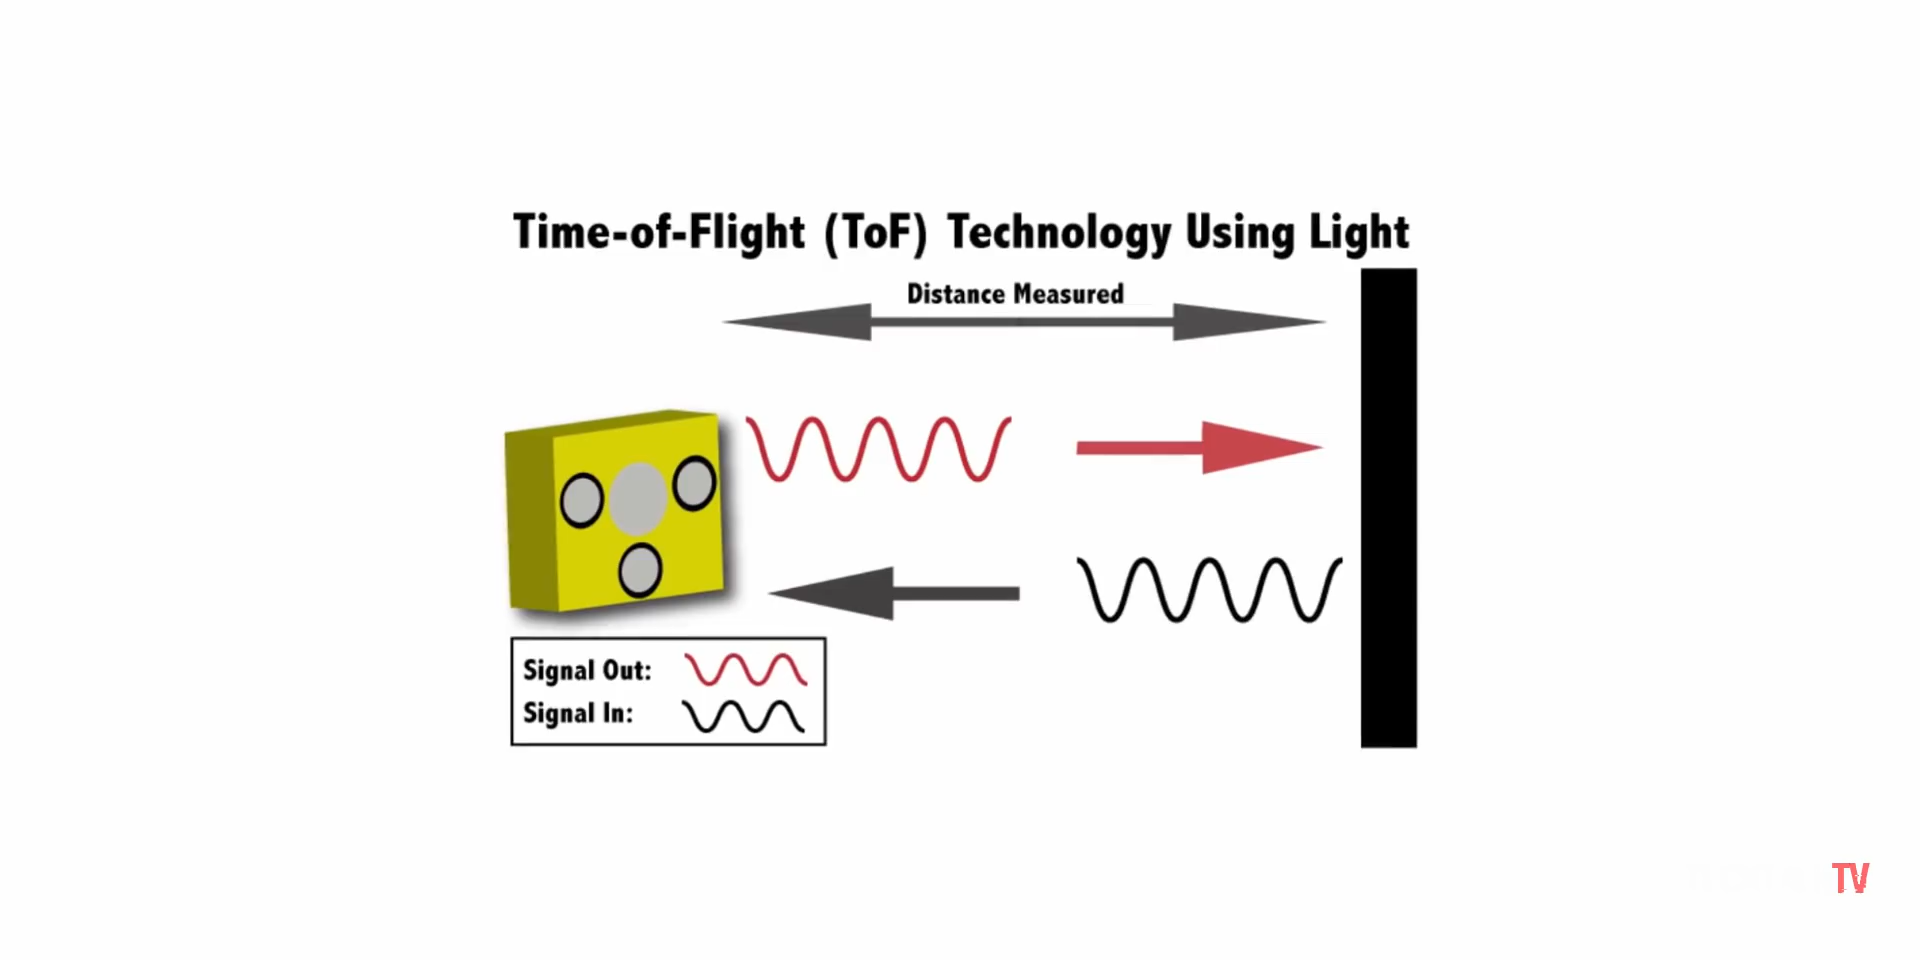 Time-of-Flight (ToF) Technology Using Light
Distance Measured
Signal Out:
Signal In:
TV